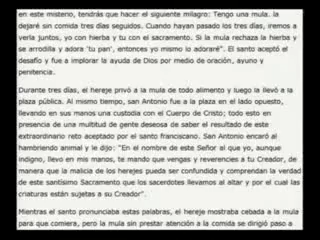 en este misterio, tendrás que hacer el siguiente milagro: Tengo una mula. la
dejaré sin comida tres días seguidos. Cuando hayan pasado los tres días, iremos a
verla juntos, yo con hierba y tu con el sacramento. Si la mula rechaza la hierba y
se arrodilla y adora 'tu pan', entonces yo mismo lo adoraré". El santo aceptó el
desafío y fue a implorar la ayuda de Dios por medio de oración, ayuno y
penitencia.
Durante tres días, el hereje privó a la mula de todo alimento y luego la llevó a la
plaza pública. Al mismo tiempo, san Antonio fue a la plaza en el lado opuesto,
llevando en sus manos una custodia con el Cuerpo de Cristo; todo esto en
presencia de una multitud de gente deseosa de saber el resultado de este
extraordinario reto aceptado por el santo franciscano. San Antonio encaró al
hambriento animal y le dijo: "En el nombre de este Señor al que yo, aunque
indigno, llevo en mis manos, te mando que vengas y reverencies a tu Creador, de
manera que la malicia de los herejes pueda ser confundida y comprendan la verdad
de este santísimo Sacramento que los sacerdotes llevamos al altar y por el cual las
criaturas están sujetas a su Creador".
Mientras el santo pronunciaba estas palabras, el hereje mostraba cebada a la mula
para que comiera, pero la mula sin prestar atención a la comida se dirigió paso a